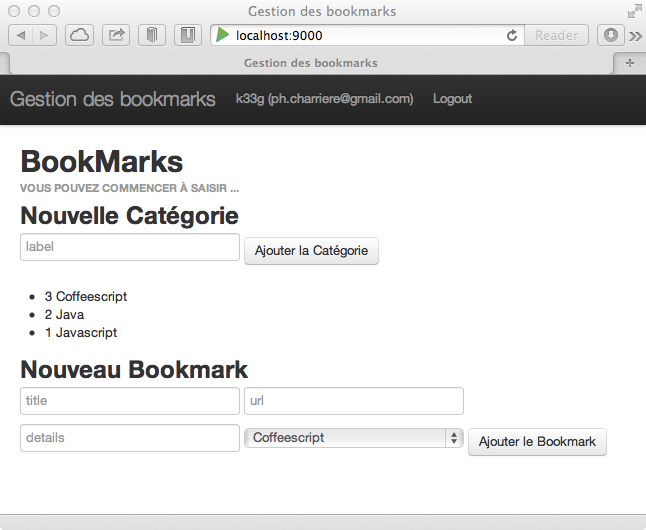 Gestion des bookmarks
localhost:9000
Reader
Gestion des bookmarks
Gestion des bookmarks k33g (ph.charriere@gmail.com) Logout
BookMarks
VOUS POUVEZ COMMENCER À SAISIR ...
Nouvelle Catégorie
label Ajouter la Catégorie
3 Coffeescript
2 Java
1 Javascript
Nouveau Bookmark
title url
details Coffeescript Ajouter le Bookmark